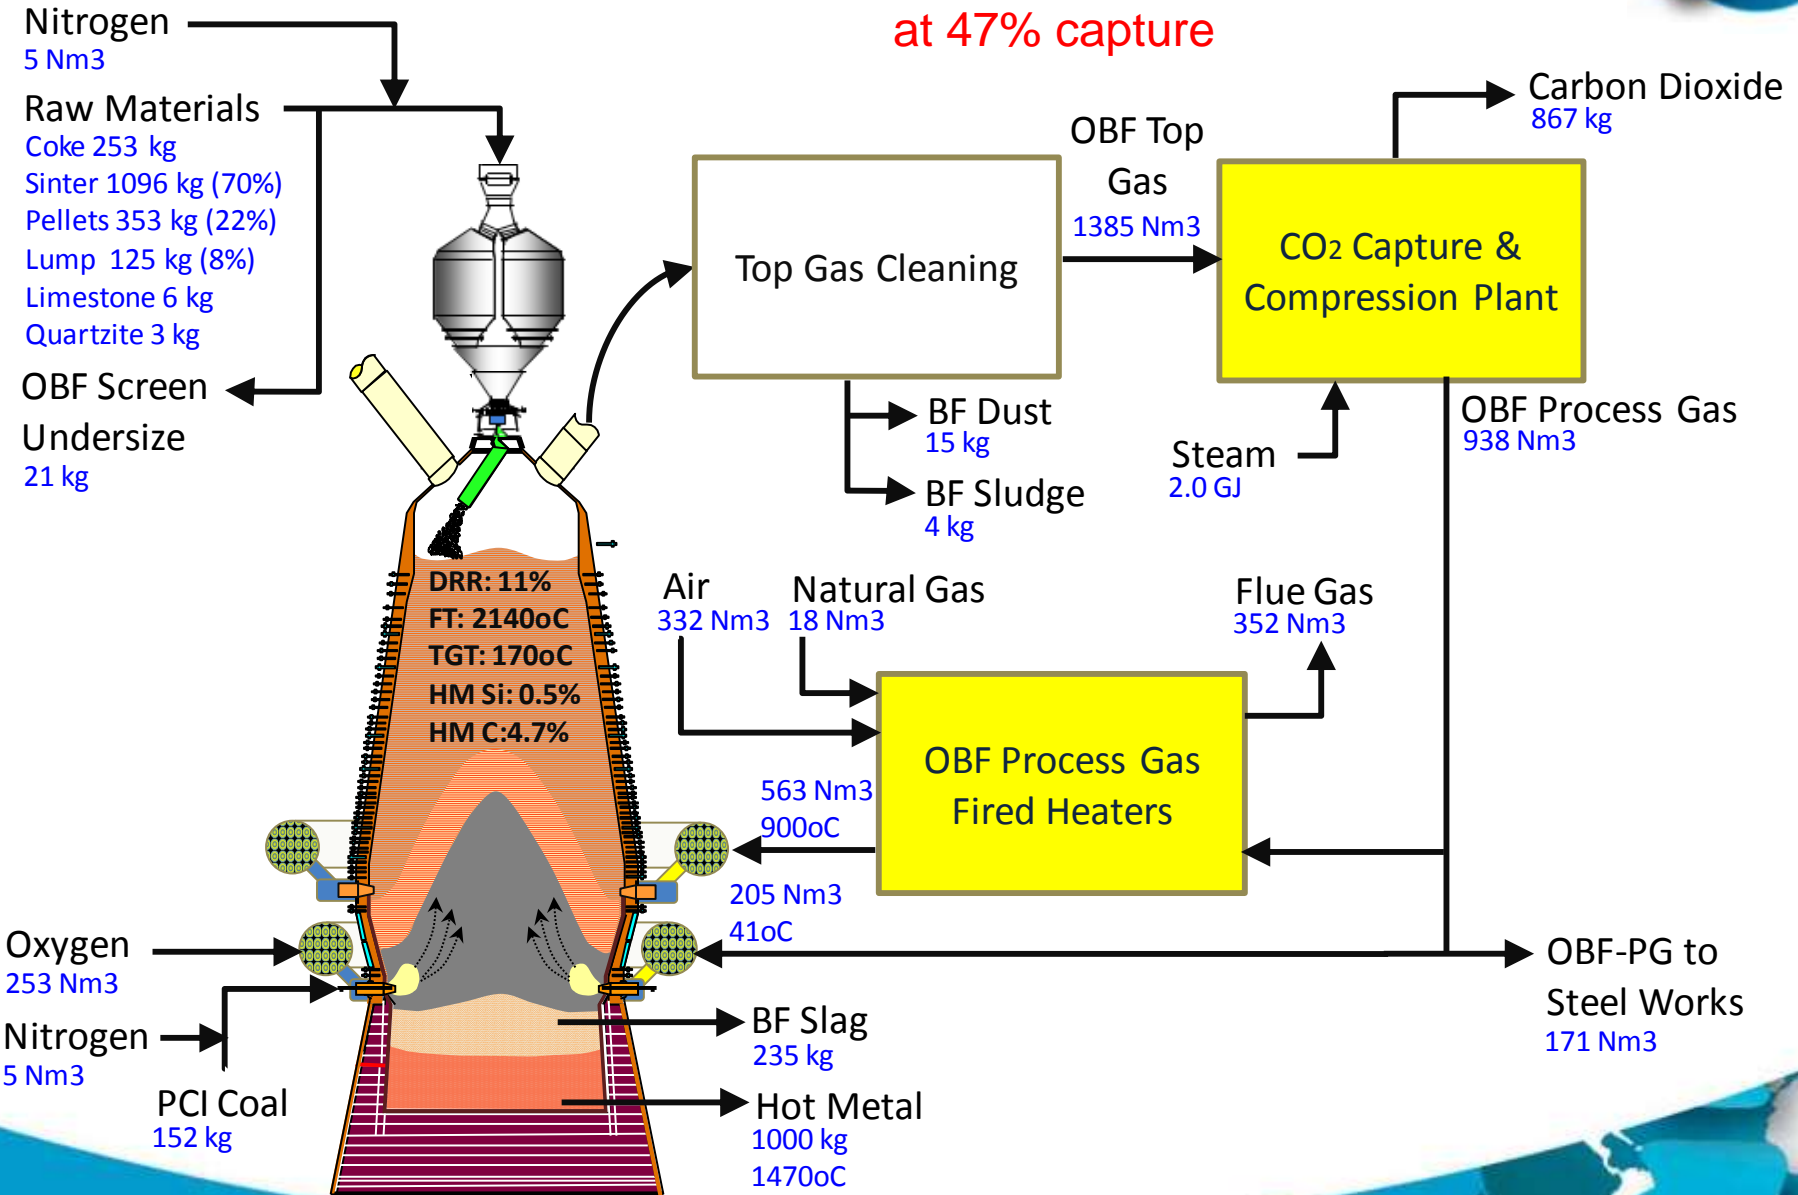 at 47% capture
Nitrogen
5 Nm3
Raw Materials
Coke 253 kg
Sinter 1096 kg (70%)
Pellets 353 kg (22%)
Lump 125 kg (8%)
Limestone 6 kg
Quartzite 3 kg
OBF Screen
Undersize
21 kg
Top Gas Cleaning
OBF Top
Gas
1385 Nm3
CO2 Capture &
Compression Plant
Carbon Dioxide
867 kg
BF Dust
15 kg
BF Sludge
4 kg
Steam
2.0 GJ
OBF Process Gas
938 Nm3
DRR: 11%
FT: 2140oC
TGT: 170oC
HM Si: 0.5%
HM C:4.7%
Air
332 Nm3
Natural Gas
18 Nm3
Flue Gas
352 Nm3
OBF Process Gas
Fired Heaters
563 Nm3
900oC
205 Nm3
41oC
Oxygen
253 Nm3
Nitrogen
5 Nm3
PCI Coal
152 kg
BF Slag
235 kg
Hot Metal
1000 kg
1470oC
OBF-PG to
Steel Works
171 Nm3